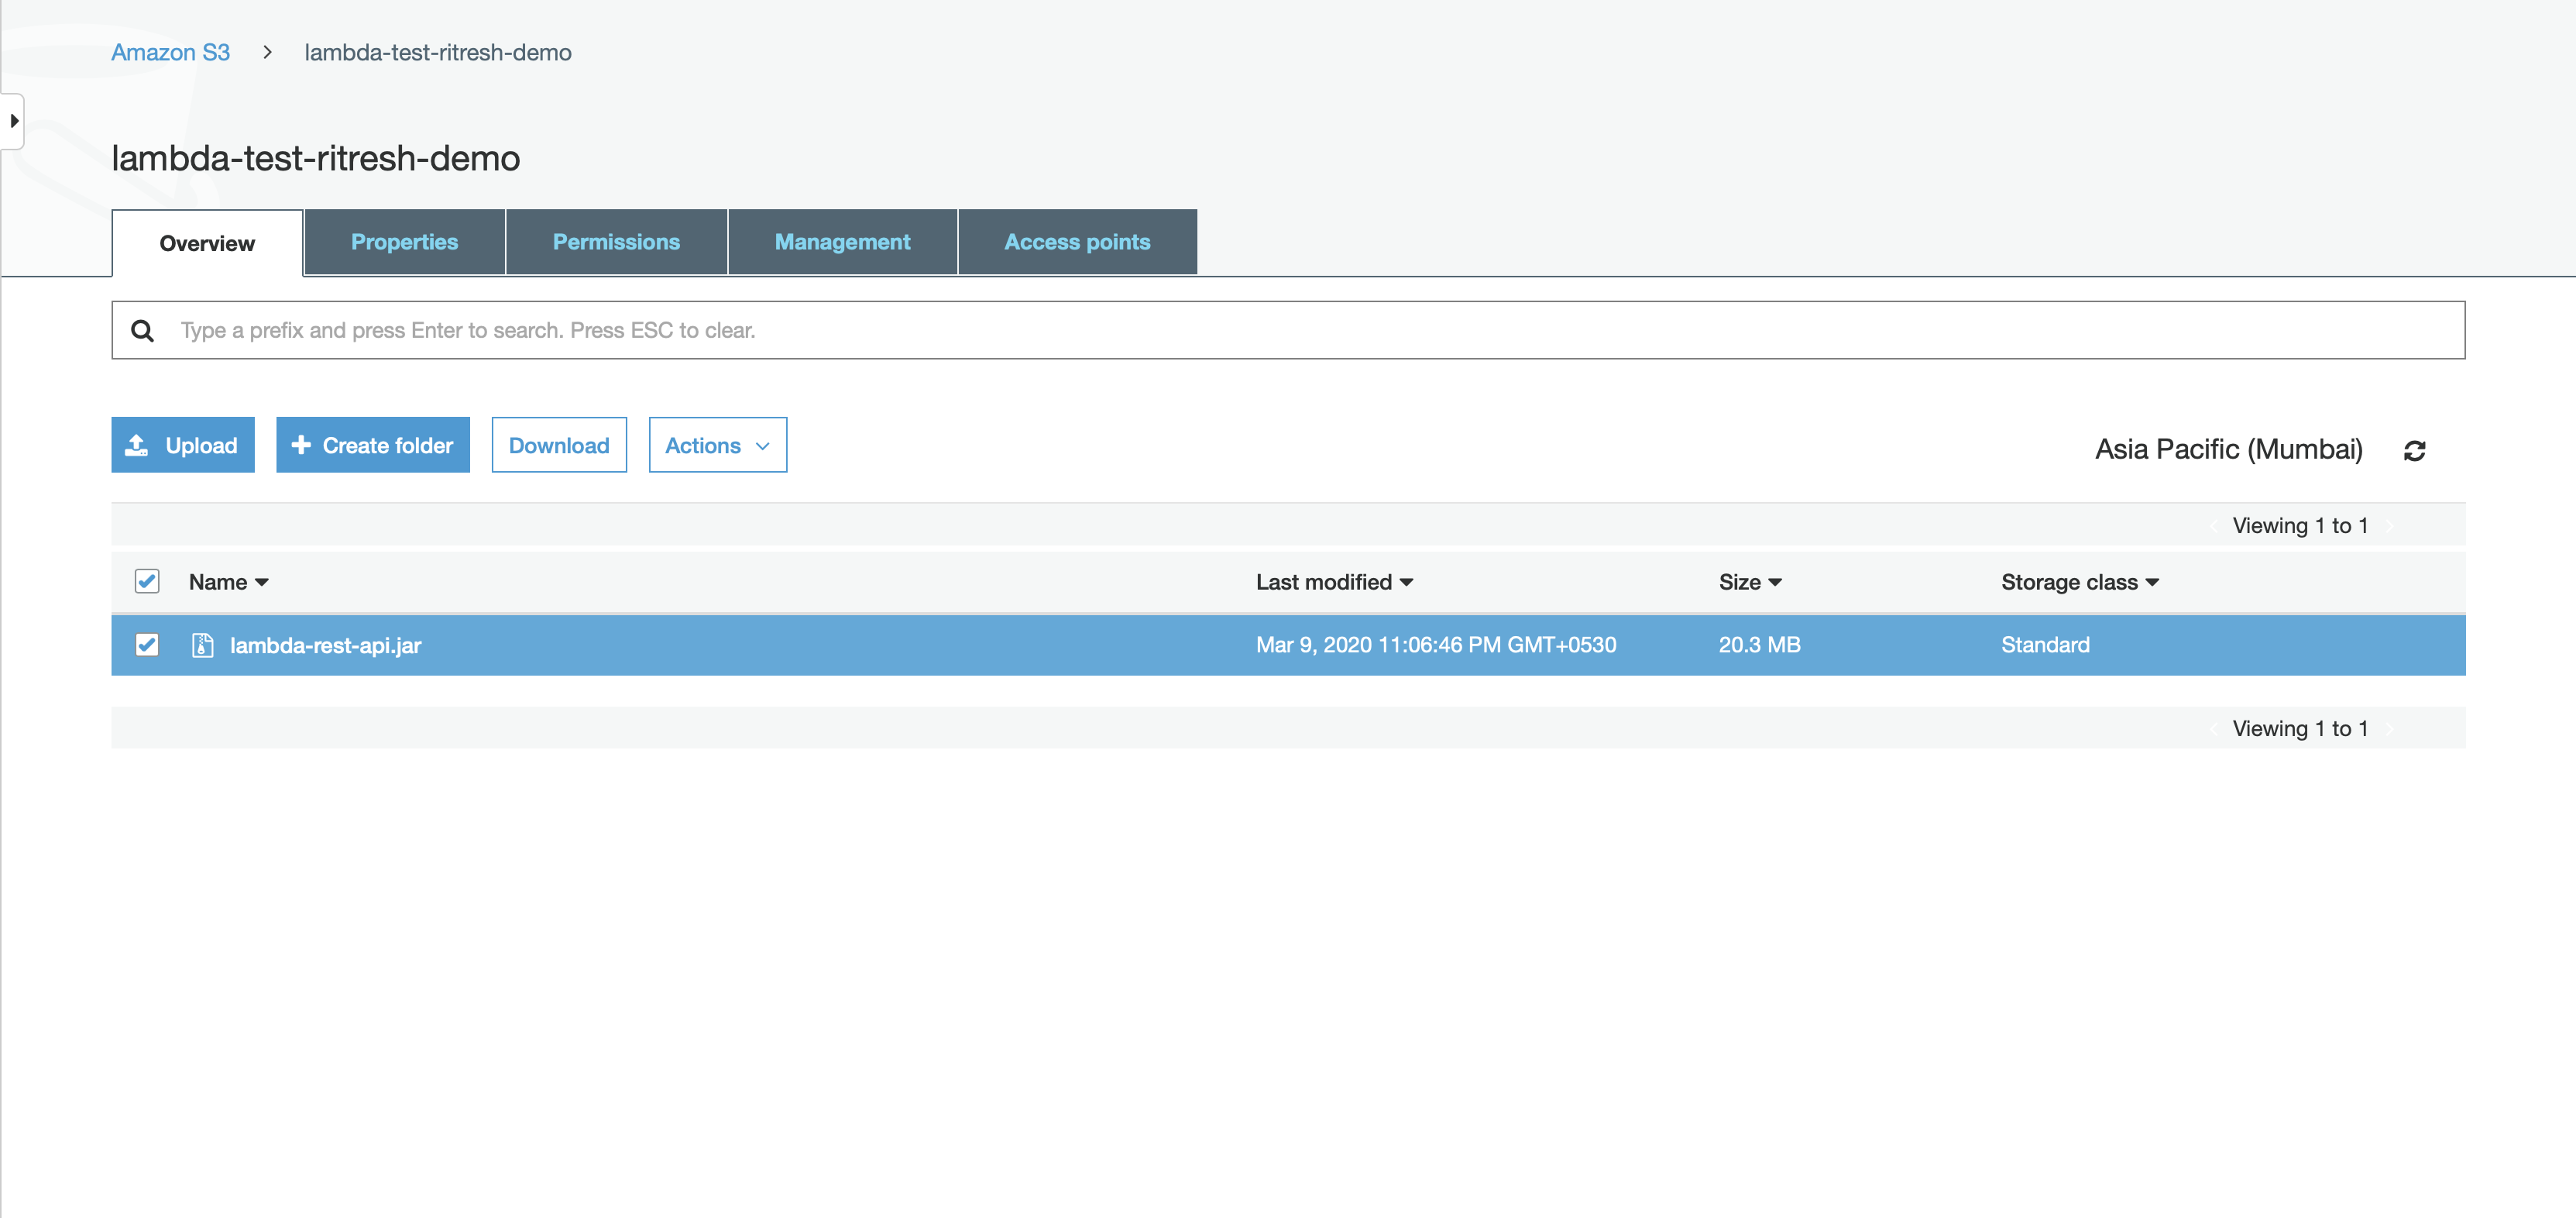 Amazon S3 > lambda-test-ritresh-demo
lambda-test-ritresh-demo
Overview Properties Permissions Management Access points
Type a prefix and press Enter to search. Press ESC to clear.
Upload + Create folder Download Actions
Asia Pacific (Mumbai)
Viewing 1 to 1
Name Last modified Size Storage class
lambda-rest-api.jar Mar 9, 2020 11:06:46 PM GMT+0530 20.3 MB Standard
Viewing 1 to 1